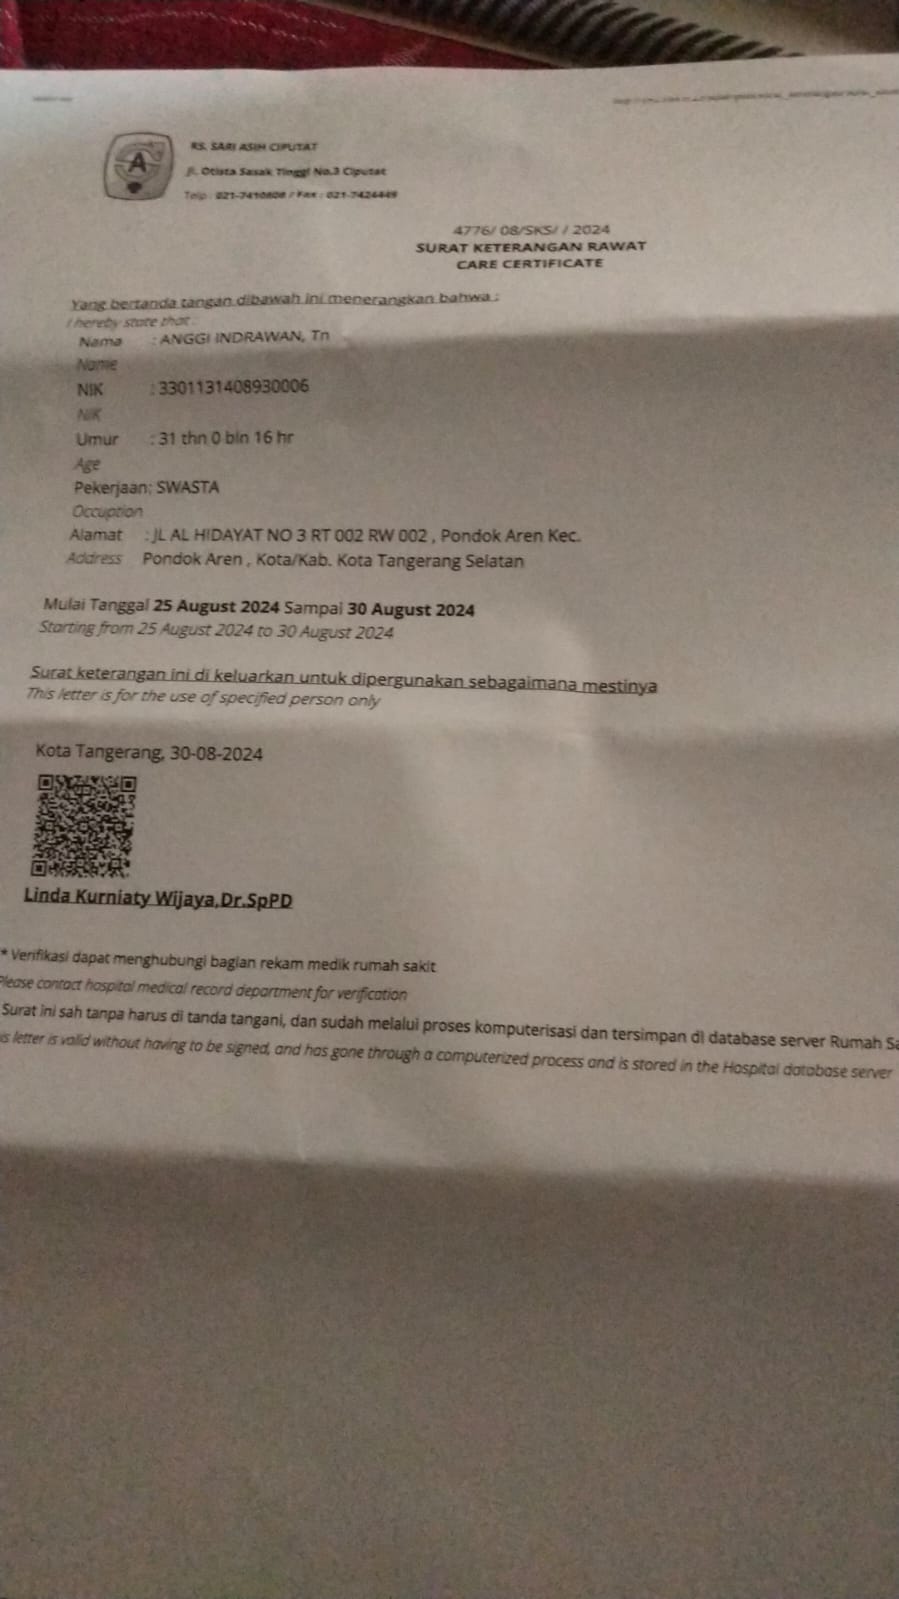 RS. SARI ASIH CIPUTAT
Jl. Otista Sasak Tinggi No.3 Ciputat
Telp : 021-7410808 / Fax : 021-7424449
4776/ 08/SKS/ / 2024
SURAT KETERANGAN RAWAT
CARE CERTIFICATE
Yang bertanda tangan dibawah ini menerangkan bahwa :
I hereby state that :
Nama : ANGGI INDRAWAN, Tn
Name
NIK : 3301131408930006
NIK
Umur : 31 thn 0 bln 16 hr
Age
Pekerjaan: SWASTA
Occuption
Alamat : JL AL HIDAYAT NO 3 RT 002 RW 002 , Pondok Aren Kec.
Address Pondok Aren , Kota/Kab. Kota Tangerang Selatan
Mulai Tanggal 25 August 2024 Sampai 30 August 2024
Starting from 25 August 2024 to 30 August 2024
Surat keterangan ini di keluarkan untuk dipergunakan sebagaimana mestinya
This letter is for the use of specified person only
Kota Tangerang, 30-08-2024
Linda Kurniaty Wijaya,Dr.SpPD
* Verifikasi dapat menghubungi bagian rekam medik rumah sakit
Please contact hospital medical record department for verification
Surat ini sah tanpa harus di tanda tangani, dan sudah melalui proses komputerisasi dan tersimpan di database server Rumah Sa
is letter is valid without having to be signed, and has gone through a computerized process and is stored in the Hospital database server